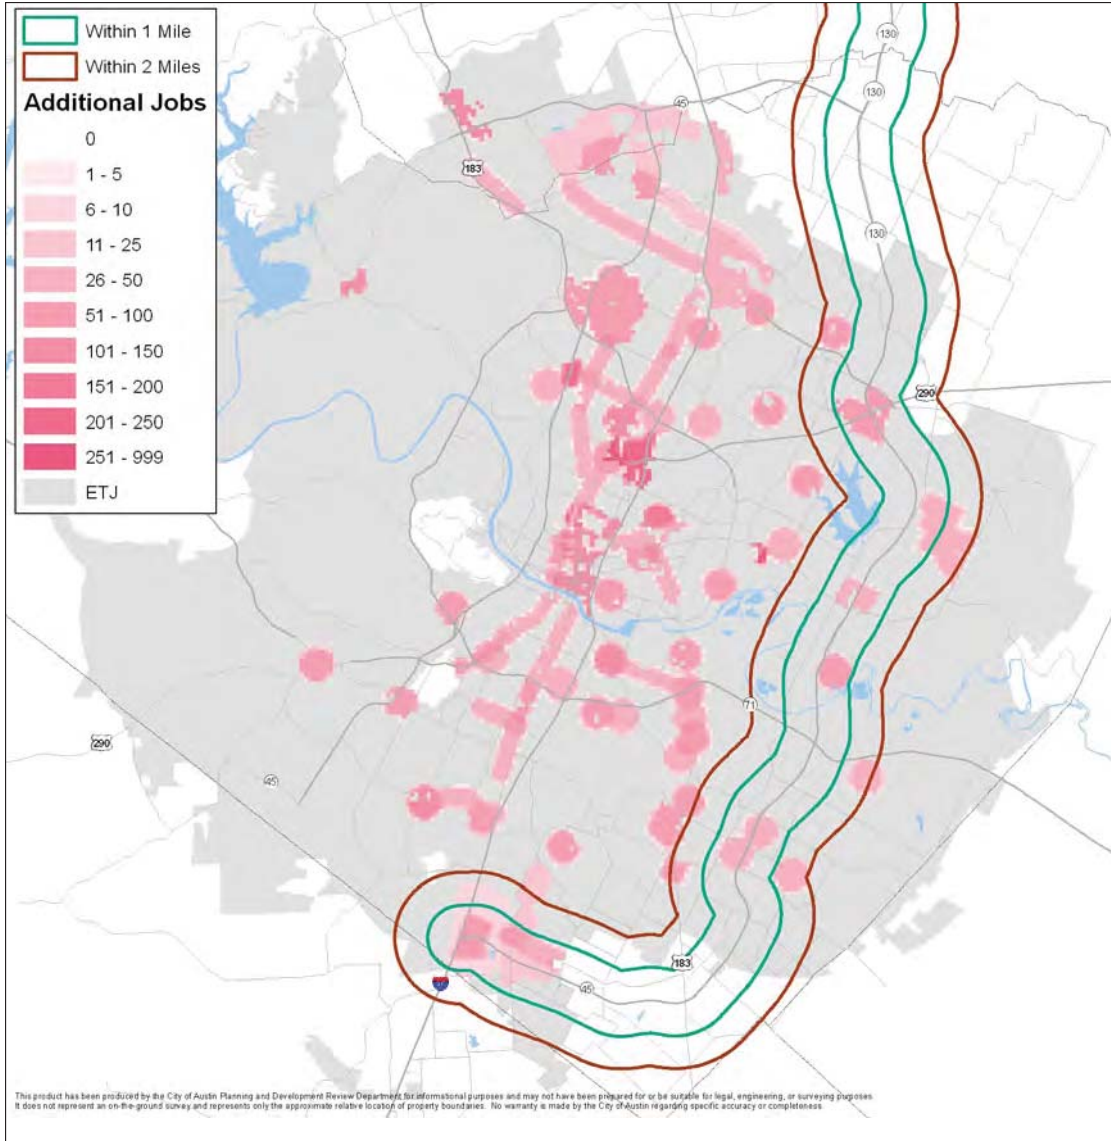 Within 1 Mile
Within 2 Miles
Additional Jobs
0
1 - 5
6 - 10
11 - 25
26 - 50
51 - 100
101 - 150
151 - 200
201 - 250
251 - 999
ETJ
130
130
45
183
130
290
71
290
45
183
45
This product has been produced by the City of Austin Planning and Development Review Department for informational purposes and may not have been prepared for or be suitable for legal, engineering, or surveying purposes.
It does not represent an on-the-ground survey and represents only the approximate relative location of property boundaries. No warranty is made by the City of Austin regarding specific accuracy or completeness.